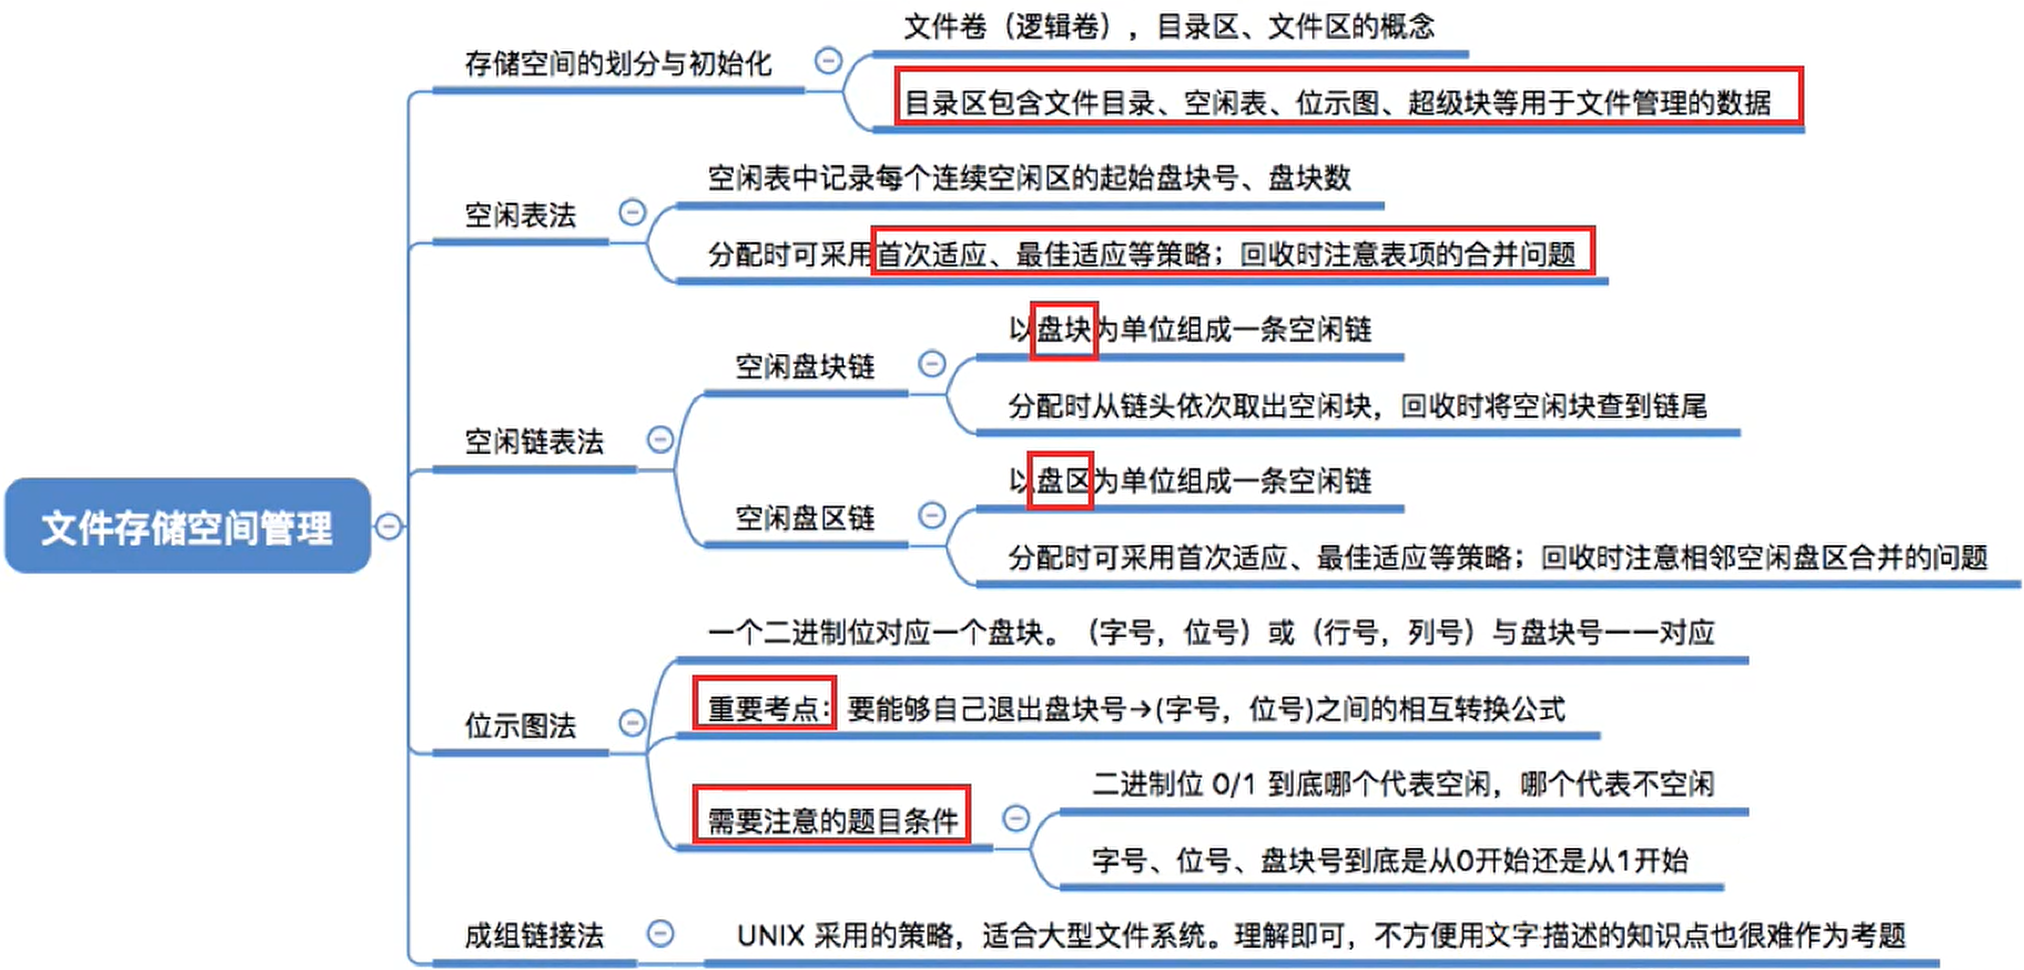 文件卷（逻辑卷），目录区、文件区的概念
存储空间的划分与初始化
目录区包含文件目录、空闲表、位示图、超级块等用于文件管理的数据
空闲表中记录每个连续空闲区的起始盘块号、盘块数
空闲表法
分配时可采用首次适应、最佳适应等策略；回收时注意表项的合并问题
以盘块为单位组成一条空闲链
空闲盘块链
分配时从链头依次取出空闲块，回收时将空闲块查到链尾
空闲链表法
以盘区为单位组成一条空闲链
空闲盘区链
分配时可采用首次适应、最佳适应等策略；回收时注意相邻空闲盘区合并的问题
文件存储空间管理
一个二进制位对应一个盘块。（字号，位号）或（行号，列号）与盘块号一一对应
重要考点：要能够自己退出盘块号→(字号，位号)之间的相互转换公式
位示图法
二进制位 0/1 到底哪个代表空闲，哪个代表不空闲
需要注意的题目条件
字号、位号、盘块号到底是从0开始还是从1开始
成组链接法
UNIX 采用的策略，适合大型文件系统。理解即可，不方便用文字描述的知识点也很难作为考题